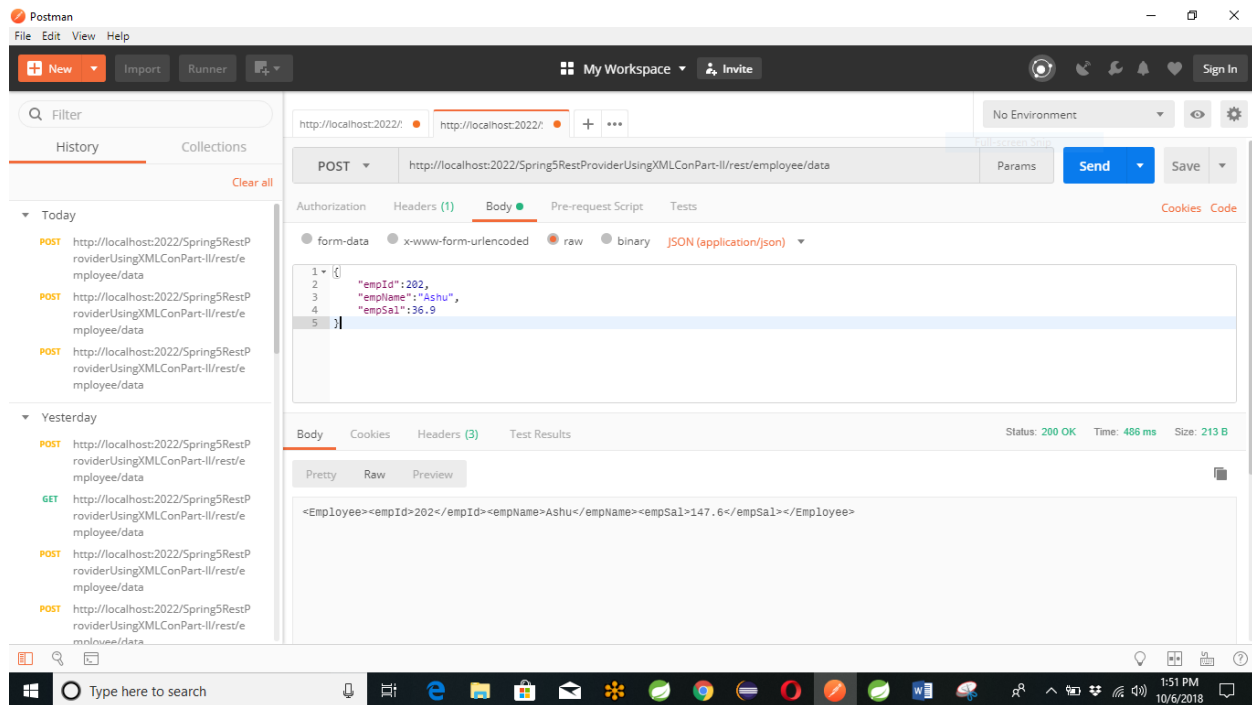 Postman
File Edit View Help
New Import Runner My Workspace Invite Sign In
Filter
History Collections
Clear all
Today
POST http://localhost:2022/Spring5RestP
roviderUsingXMLConPart-II/rest/e
mployee/data
POST http://localhost:2022/Spring5RestP
roviderUsingXMLConPart-II/rest/e
mployee/data
POST http://localhost:2022/Spring5RestP
roviderUsingXMLConPart-II/rest/e
mployee/data
Yesterday
POST http://localhost:2022/Spring5RestP
roviderUsingXMLConPart-II/rest/e
mployee/data
GET http://localhost:2022/Spring5RestP
roviderUsingXMLConPart-II/rest/e
mployee/data
POST http://localhost:2022/Spring5RestP
roviderUsingXMLConPart-II/rest/e
mployee/data
POST http://localhost:2022/Spring5RestP
roviderUsingXMLConPart-II/rest/e
mployee/data
http://localhost:2022/: http://localhost:2022/: + ••• No Environment
Full-screen Snip
POST http://localhost:2022/Spring5RestProviderUsingXMLConPart-II/rest/employee/data Params Send Save
Authorization Headers (1) Body Pre-request Script Tests Cookies Code
form-data x-www-form-urlencoded raw binary JSON (application/json)
1 {
2 "empId":202,
3 "empName":"Ashu",
4 "empSal":36.9
5 }
Body Cookies Headers (3) Test Results Status: 200 OK Time: 486 ms Size: 213 B
Pretty Raw Preview
<Employee><empId>202</empId><empName>Ashu</empName><empSal>147.6</empSal></Employee>
Type here to search
1:51 PM
10/6/2018